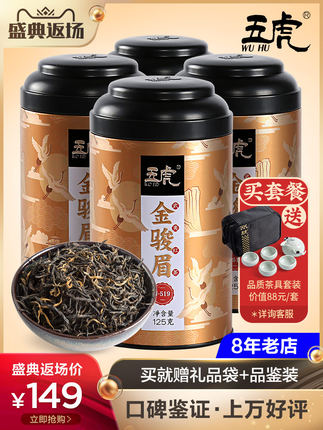 盛典返场
五虎®
WU HU
五虎
金骏眉
武夷红茶
J-519
净含量
125克
买套餐
送
品质茶具套装
价值88元/套
*详询客服
8年老店
盛典返场价
¥149
立即抢购
买就赠礼品袋+品鉴装
口碑鉴证·上万好评